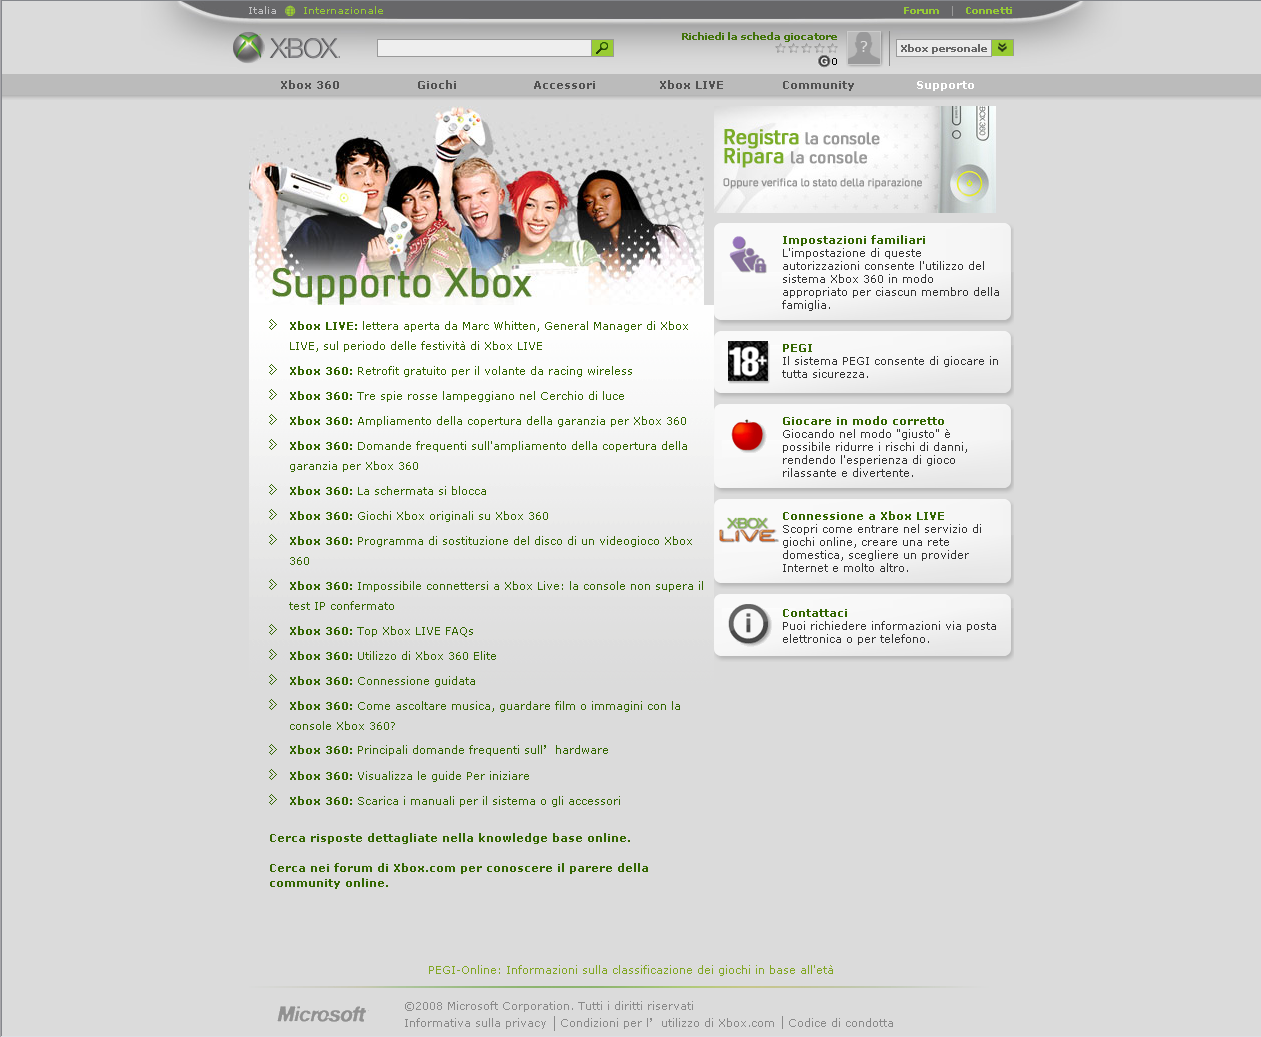 Italia Internazionale
Forum | Connetti
XBOX
Richiedi la scheda giocatore
G 0
?
Xbox personale
Xbox 360 Giochi Accessori Xbox LIVE Community Supporto
Supporto Xbox
Xbox LIVE: lettera aperta da Marc Whitten, General Manager di Xbox
LIVE, sul periodo delle festività di Xbox LIVE
Xbox 360: Retrofit gratuito per il volante da racing wireless
Xbox 360: Tre spie rosse lampeggiano nel Cerchio di luce
Xbox 360: Ampliamento della copertura della garanzia per Xbox 360
Xbox 360: Domande frequenti sull'ampliamento della copertura della
garanzia per Xbox 360
Xbox 360: La schermata si blocca
Xbox 360: Giochi Xbox originali su Xbox 360
Xbox 360: Programma di sostituzione del disco di un videogioco Xbox
360
Xbox 360: Impossibile connettersi a Xbox Live: la console non supera il
test IP confermato
Xbox 360: Top Xbox LIVE FAQs
Xbox 360: Utilizzo di Xbox 360 Elite
Xbox 360: Connessione guidata
Xbox 360: Come ascoltare musica, guardare film o immagini con la
console Xbox 360?
Xbox 360: Principali domande frequenti sull’ hardware
Xbox 360: Visualizza le guide Per iniziare
Xbox 360: Scarica i manuali per il sistema o gli accessori
Cerca risposte dettagliate nella knowledge base online.
Cerca nei forum di Xbox.com per conoscere il parere della
community online.
Registra la console
Ripara la console
Oppure verifica lo stato della riparazione
XBOX 360
Impostazioni familiari
L'impostazione di queste
autorizzazioni consente l'utilizzo del
sistema Xbox 360 in modo
appropriato per ciascun membro della
famiglia.
18+
PEGI
Il sistema PEGI consente di giocare in
tutta sicurezza.
Giocare in modo corretto
Giocando nel modo "giusto" è
possibile ridurre i rischi di danni,
rendendo l'esperienza di gioco
rilassante e divertente.
XBOX
LIVE
Connessione a Xbox LIVE
Scopri come entrare nel servizio di
giochi online, creare una rete
domestica, scegliere un provider
Internet e molto altro.
Contattaci
Puoi richiedere informazioni via posta
elettronica o per telefono.
PEGI-Online: Informazioni sulla classificazione dei giochi in base all'età
Microsoft
©2008 Microsoft Corporation. Tutti i diritti riservati
Informativa sulla privacy | Condizioni per l’ utilizzo di Xbox.com | Codice di condotta